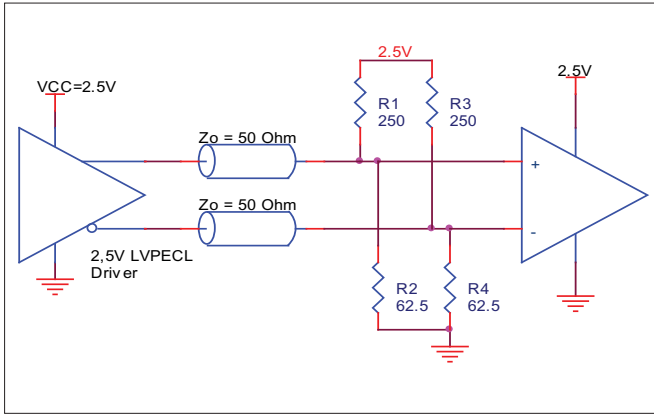 2.5V
VCC=2.5V
2.5V
R1
250
R3
250
Zo = 50 Ohm
+
Zo = 50 Ohm
-
2,5V LVPECL
Driver
R2
62.5
R4
62.5